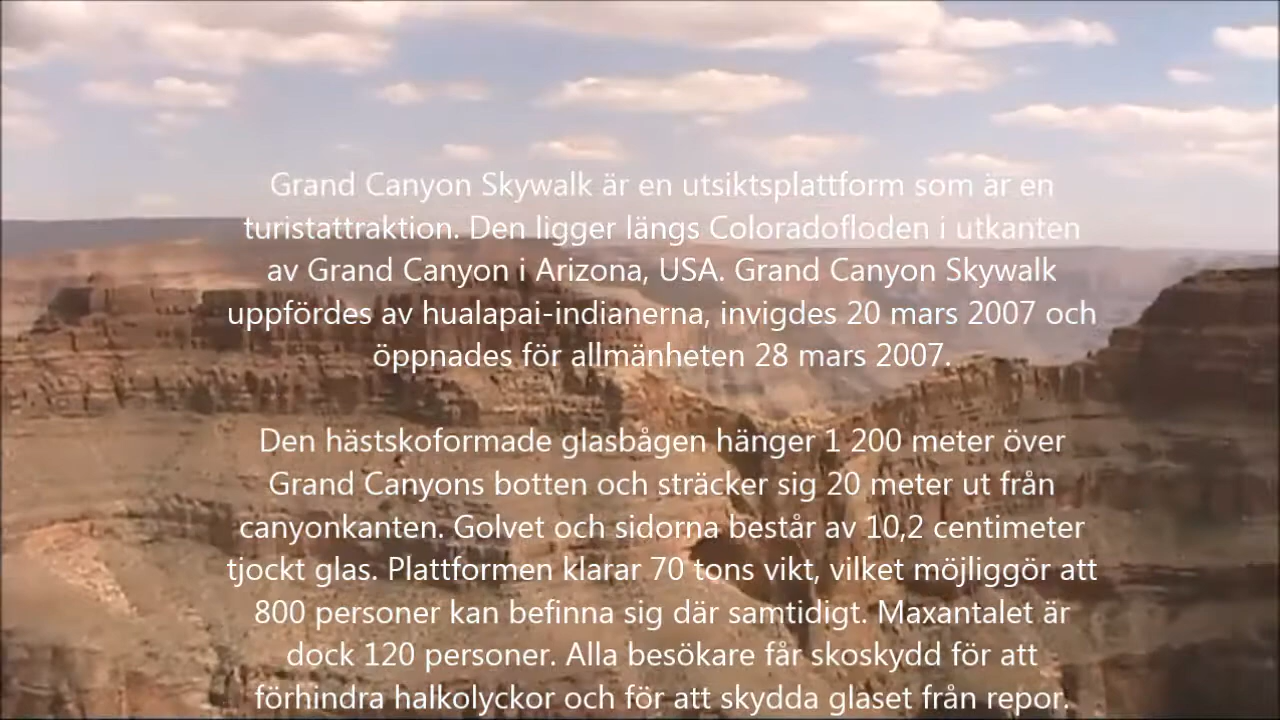 Grand Canyon Skywalk är en utsiktsplattform som är en
turistattraktion. Den ligger längs Coloradofloden i utkanten
av Grand Canyon i Arizona, USA. Grand Canyon Skywalk
uppfördes av hualapai-indianerna, invigdes 20 mars 2007 och
öppnades för allmänheten 28 mars 2007.
Den hästskoformade glasbågen hänger 1 200 meter över
Grand Canyons botten och sträcker sig 20 meter ut från
canyonkanten. Golvet och sidorna består av 10,2 centimeter
tjockt glas. Plattformen klarar 70 tons vikt, vilket möjliggör att
800 personer kan befinna sig där samtidigt. Maxantalet är
dock 120 personer. Alla besökare får skoskydd för att
förhindra halkolyckor och för att skydda glaset från repor.